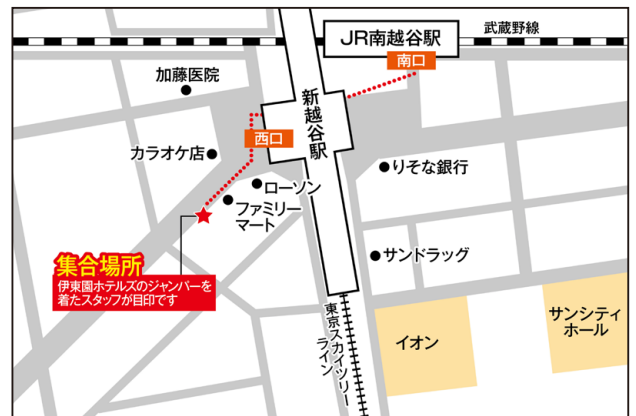 JR南越谷駅
武蔵野線
南口
加藤医院
新越谷駅
西口
カラオケ店
りそな銀行
ローソン
ファミリー
マート
集合場所
伊東園ホテルズのジャンパーを
着たスタッフが目印です
サンドラッグ
東京スカイツリー
ライン
イオン
サンシティ
ホール